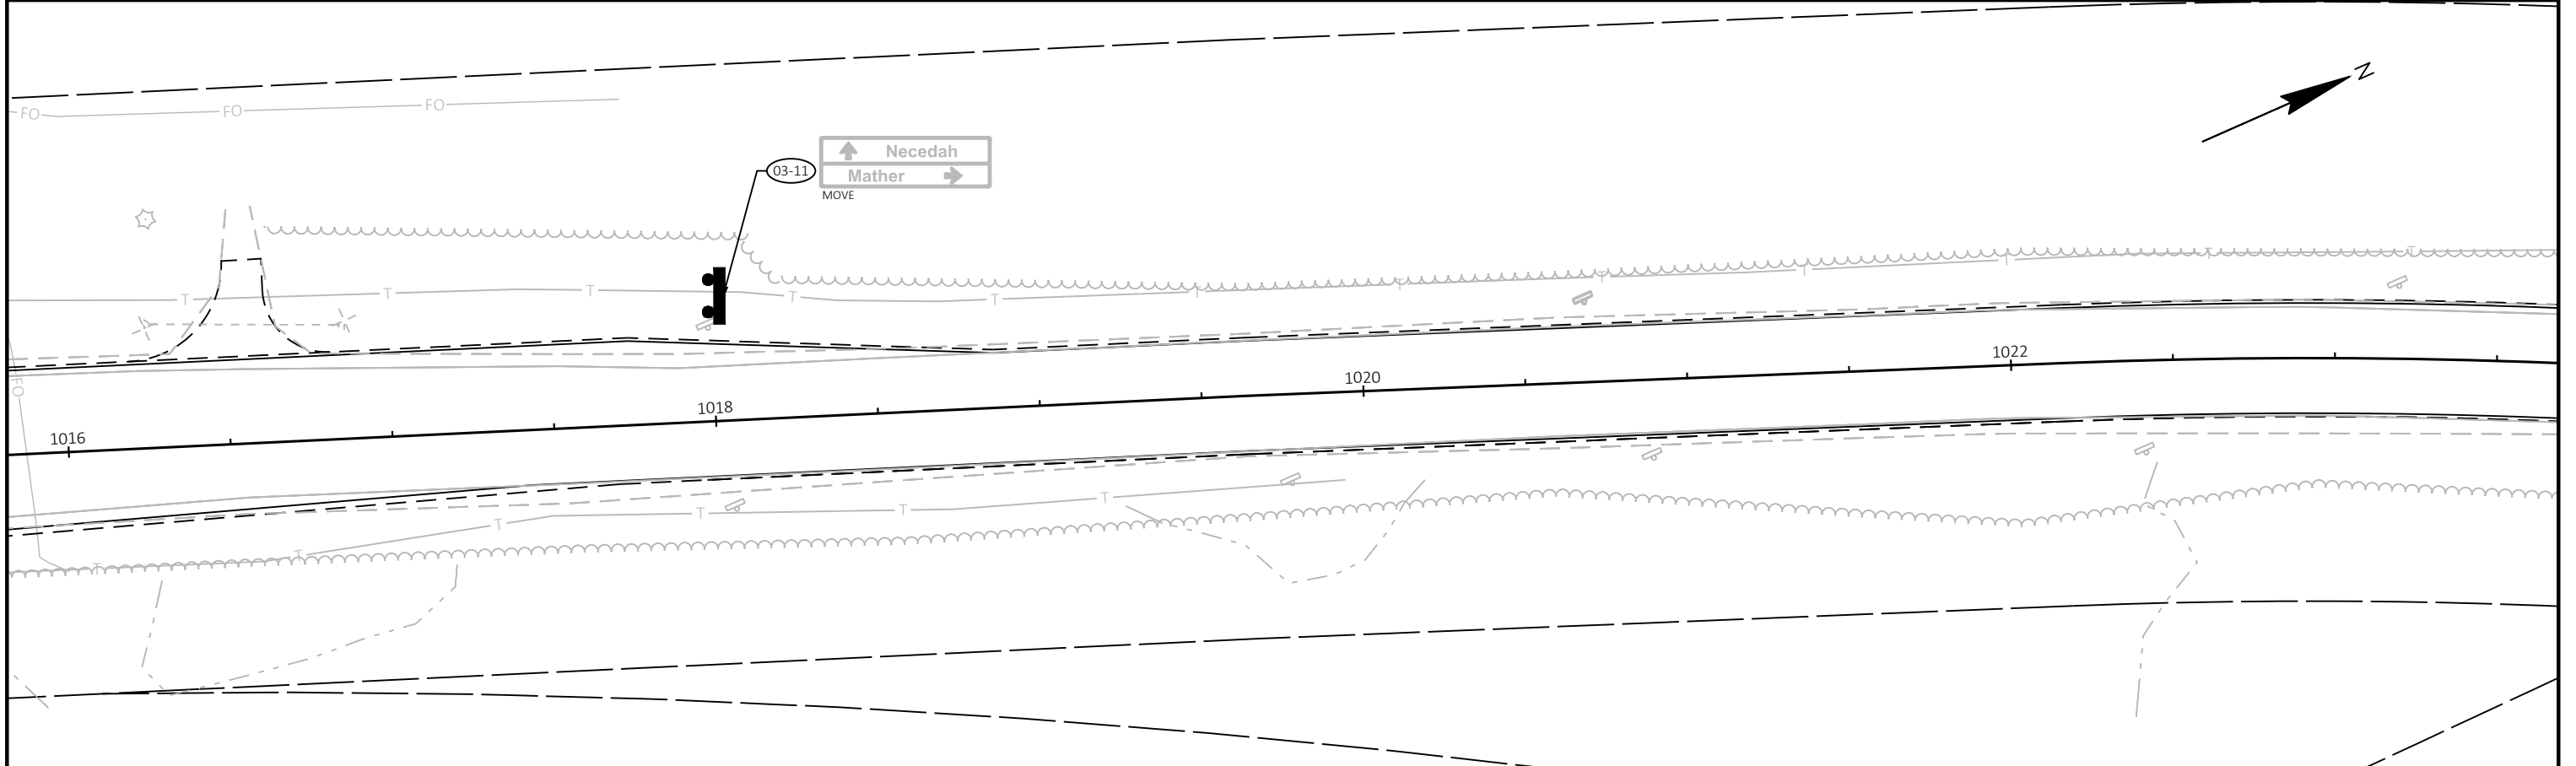 N
FO FO FO
03-11
Necedah
Mather
MOVE
T T T T T T T T T T T T
FO
1022
1020
1018
1016
T T T T T T